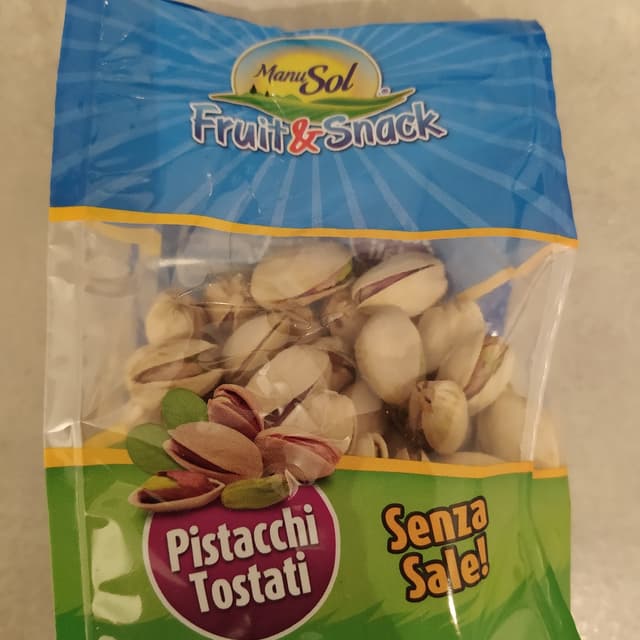 ManuSol
Fruit&Snack
Pistacchi
Tostati
Senza
Sale!